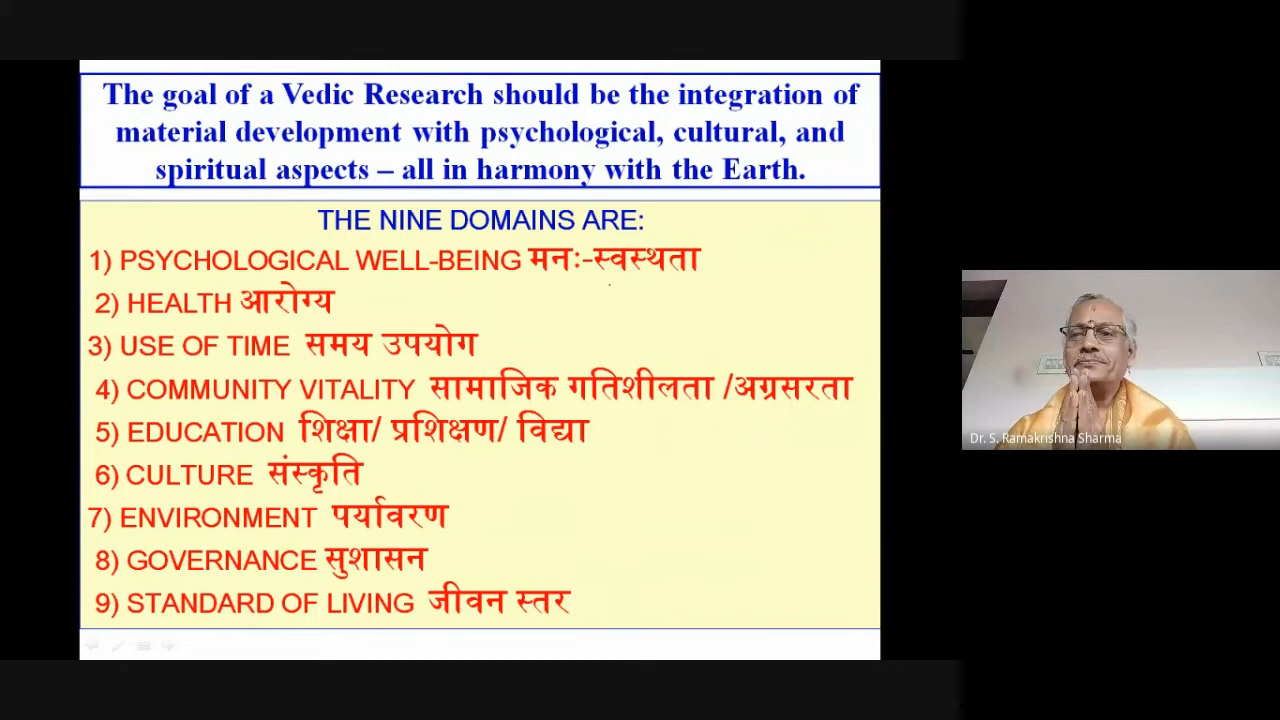 The goal of a Vedic Research should be the integration of
material development with psychological, cultural, and
spiritual aspects – all in harmony with the Earth.
THE NINE DOMAINS ARE:
1) PSYCHOLOGICAL WELL-BEING मनः-स्वस्थता
2) HEALTH आरोग्य
3) USE OF TIME समय उपयोग
4) COMMUNITY VITALITY सामाजिक गतिशीलता /अग्रसरता
5) EDUCATION शिक्षा/ प्रशिक्षण/ विद्या
6) CULTURE संस्कृति
7) ENVIRONMENT पर्यावरण
8) GOVERNANCE सुशासन
9) STANDARD OF LIVING जीवन स्तर
Dr. S. Ramakrishna Sharma